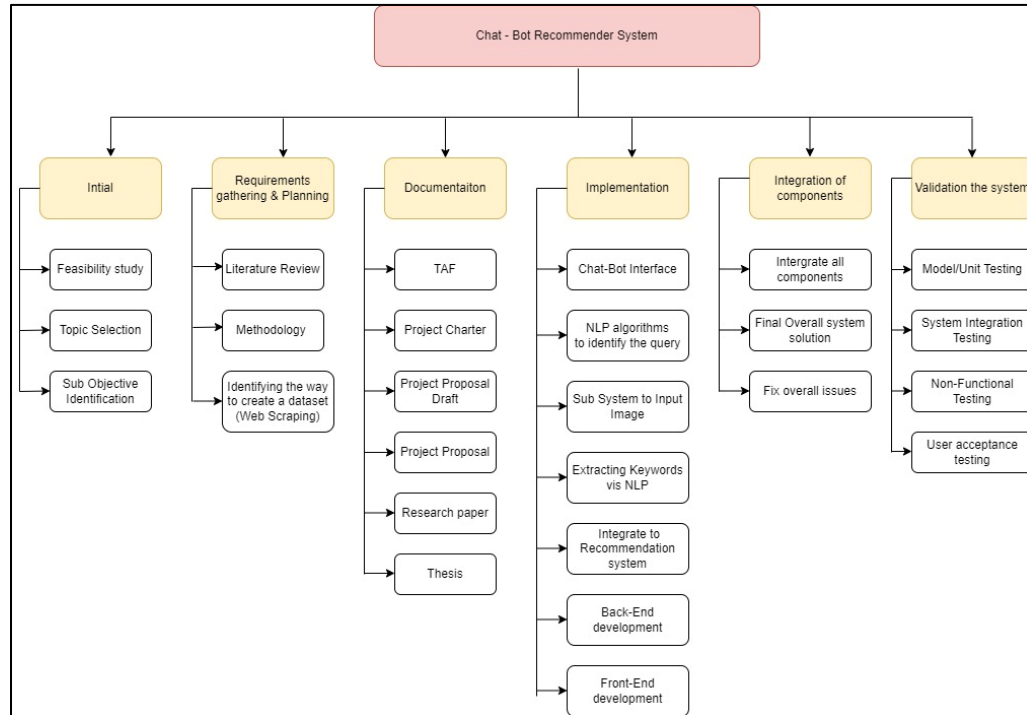 Chat - Bot Recommender System
Intial
Requirements
gathering & Planning
Documentaiton
Implementation
Integration of
components
Validation the system
Feasibility study
Topic Selection
Sub Objective
Identification
Literature Review
Methodology
Identifying the way
to create a dataset
(Web Scraping)
TAF
Project Charter
Project Proposal
Draft
Project Proposal
Research paper
Thesis
Chat-Bot Interface
NLP algorithms
to identify the query
Sub System to Input
Image
Extracting Keywords
vis NLP
Integrate to
Recommendation
system
Back-End
development
Front-End
development
Intergrate all
components
Final Overall system
solution
Fix overall issues
Model/Unit Testing
System Integration
Testing
Non-Functional
Testing
User acceptance
testing